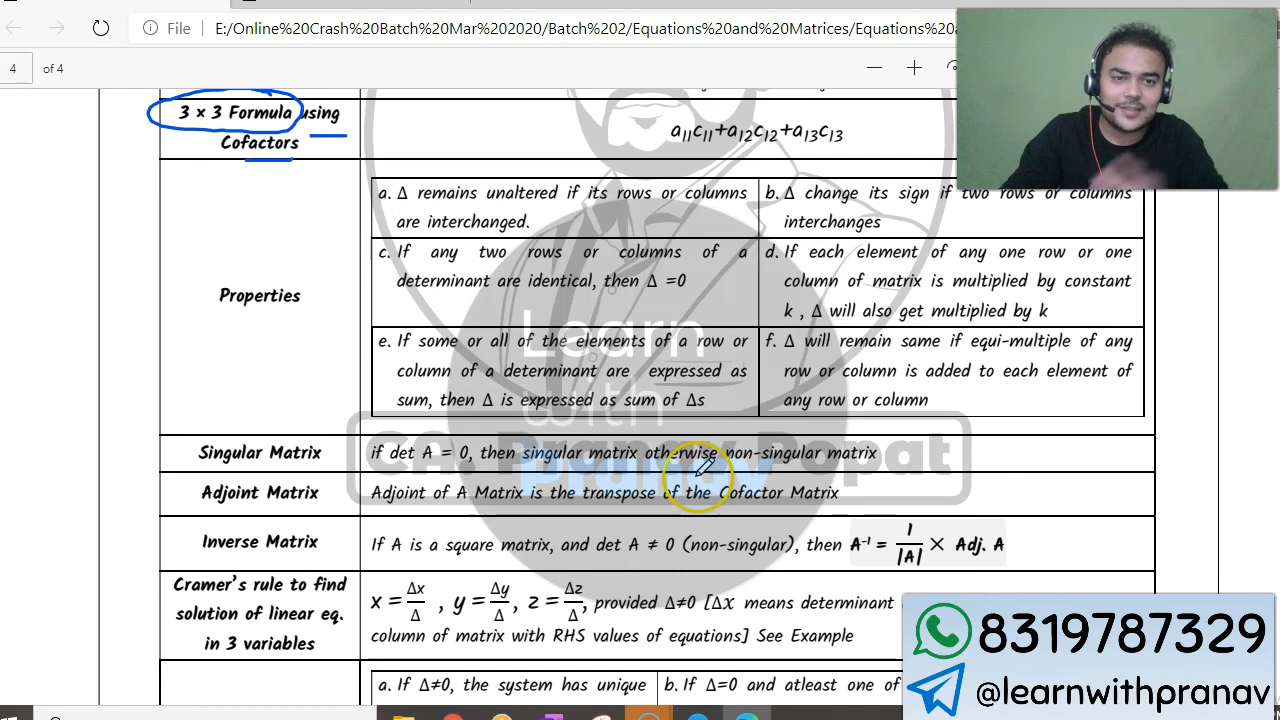 File E:/Online%20Crash%20Batch%20Mar%202020/Batch%202/Equations%20and%20Matrices/Equations%20a
4 of 4
3 × 3 Formula using
Cofactors
a₁₁c₁₁+a₁₂c₁₂+a₁₃c₁₃
Properties
a. Δ remains unaltered if its rows or columns
are interchanged.
b. Δ change its sign if two rows or columns
interchanges
c. If any two rows or columns of a
determinant are identical, then Δ =0
d. If each element of any one row or one
column of matrix is multiplied by constant
k , Δ will also get multiplied by k
e. If some or all of the elements of a row or
column of a determinant are expressed as
sum, then Δ is expressed as sum of Δs
f. Δ will remain same if equi-multiple of any
row or column is added to each element of
any row or column
Learn
with
CA. Pranav Popat
Singular Matrix
if det A = 0, then singular matrix otherwise non-singular matrix
Adjoint Matrix
Adjoint of A Matrix is the transpose of the Cofactor Matrix
Inverse Matrix
If A is a square matrix, and det A ≠ 0 (non-singular), then A⁻¹ = 1/|A| × Adj. A
Cramer's rule to find
solution of linear eq.
in 3 variables
x = Δx/Δ , y = Δy/Δ, z = Δz/Δ, provided Δ≠0 [Δx means determinant
column of matrix with RHS values of equations] See Example
a. If Δ≠0, the system has unique
b. If Δ=0 and atleast one of
8319787329
@learnwithpranav